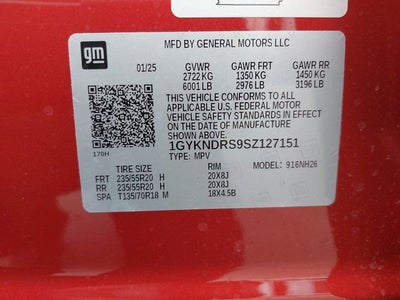 gm
MFD BY GENERAL MOTORS LLC
01/25 GVWR GAWR FRT GAWR RR
2722 KG 1350 KG 1450 KG
6001 LB 2976 LB 3196 LB
THIS VEHICLE CONFORMS TO ALL
APPLICABLE U.S. FEDERAL MOTOR
VEHICLE SAFETY STANDARDS IN EFFECT
ON THE DATE OF MANUFACTURE
SHOWN ABOVE.
1GYKNDRS9SZ127151
170H TYPE: MPV MODEL: 916NH26
TIRE SIZE RIM
FRT 235/55R20 H 20X8J
RR 235/55R20 H 20X8J
SPA T135/70R18 M 18X4.5B